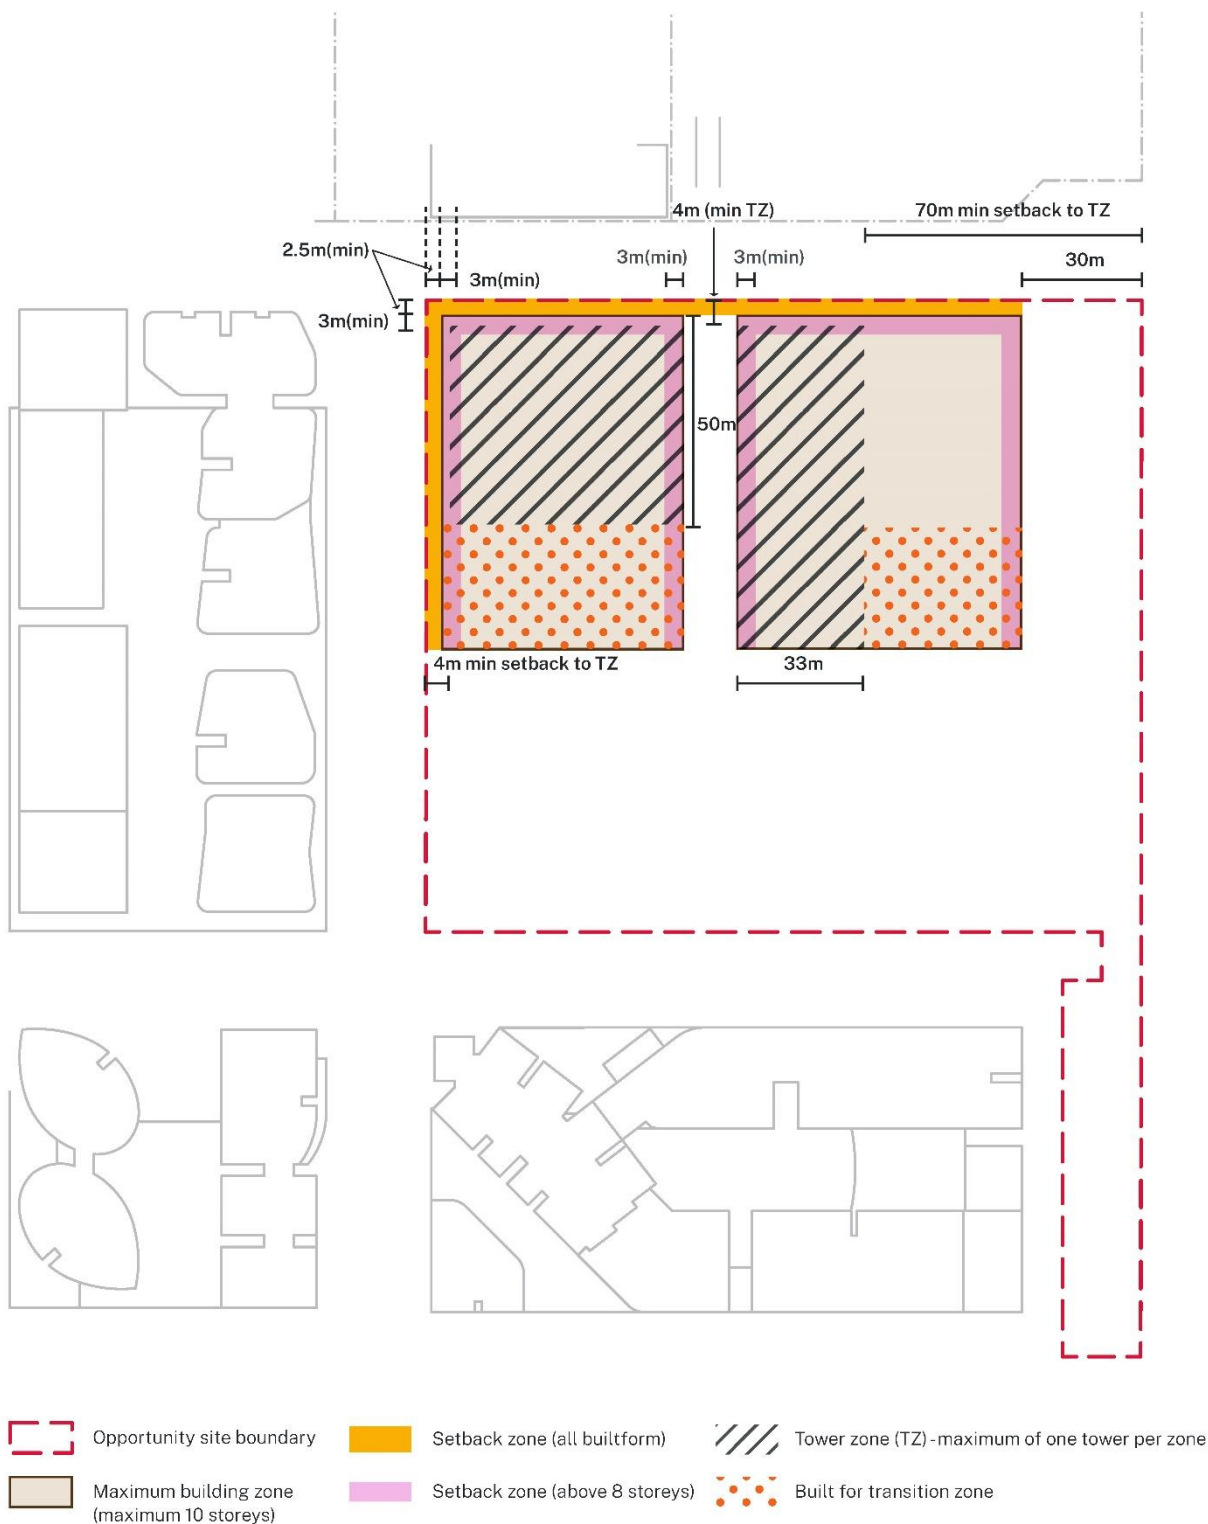 4m (min TZ)
70m min setback to TZ
2.5m(min)
3m(min)
3m(min)
3m(min)
30m
3m(min)
50m
4m min setback to TZ
33m
Opportunity site boundary
Setback zone (all builtform)
Tower zone (TZ) - maximum of one tower per zone
Maximum building zone
(maximum 10 storeys)
Setback zone (above 8 storeys)
Built for transition zone